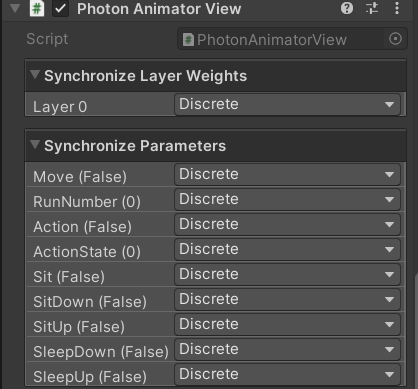 Photon Animator View
Script PhotonAnimatorView
Synchronize Layer Weights
Layer 0 Discrete
Synchronize Parameters
Move (False) Discrete
RunNumber (0) Discrete
Action (False) Discrete
ActionState (0) Discrete
Sit (False) Discrete
SitDown (False) Discrete
SitUp (False) Discrete
SleepDown (False) Discrete
SleepUp (False) Discrete